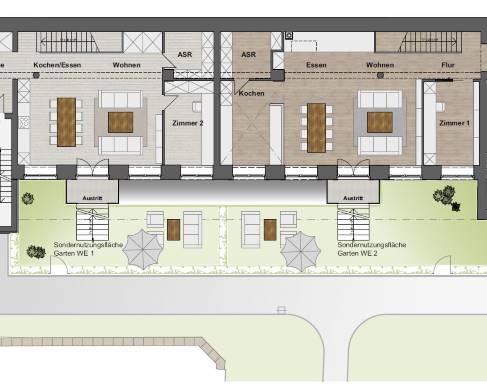 Kochen/Essen
Wohnen
ASR
ASR
Essen
Wohnen
Flur
Kochen
Zimmer 2
Zimmer 1
Austritt
Austritt
Sondernutzungsfläche
Garten WE 1
Sondernutzungsfläche
Garten WE 2